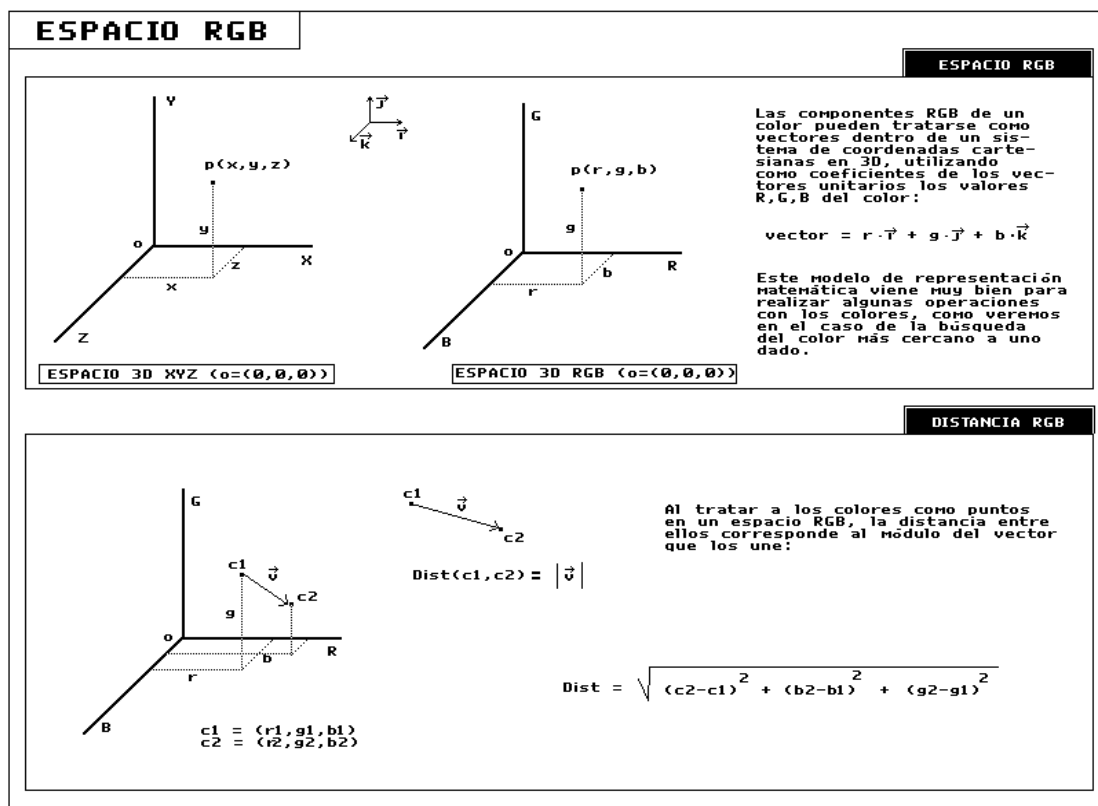 ESPACIO RGB
ESPACIO RGB
Y
p(x,y,z)
y
o
X
z
x
Z
ESPACIO 3D XYZ (o=(0,0,0))
j
i
k
G
p(r,g,b)
g
o
R
b
r
B
ESPACIO 3D RGB (o=(0,0,0))
Las componentes RGB de un
color pueden tratarse como
vectores dentro de un sis-
tema de coordenadas carte-
sianas en 3D, utilizando
como coeficientes de los vec-
tores unitarios los valores
R,G,B del color:
vector = r·i + g·j + b·k
Este modelo de representación
matemática viene muy bien para
realizar algunas operaciones
con los colores, como veremos
en el caso de la búsqueda
del color más cercano a uno
dado.
DISTANCIA RGB
G
c1
v
c2
g
o
R
b
r
B
c1 = (r1,g1,b1)
c2 = (r2,g2,b2)
c1
v
c2
Dist(c1,c2) = |v|
Al tratar a los colores como puntos
en un espacio RGB, la distancia entre
ellos corresponde al módulo del vector
que los une:
Dist = √ (c2-c1)² + (b2-b1)² + (g2-g1)²